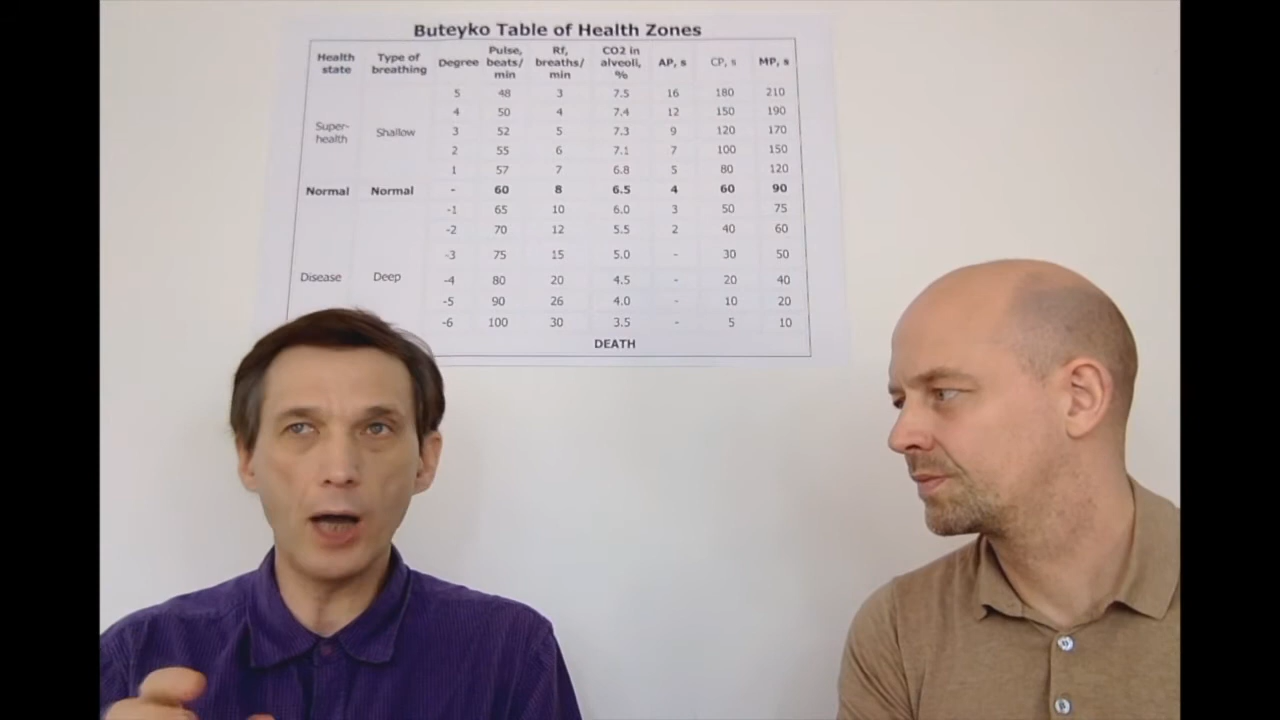 Buteyko Table of Health Zones
Health state Type of breathing Degree Pulse, beats/ min Rf, breaths/ min CO2 in alveoli, % AP, s CP, s MP, s
5 48 3 7.5 16 180 210
4 50 4 7.4 12 150 190
Super- health Shallow 3 52 5 7.3 9 120 170
2 55 6 7.1 7 100 150
1 57 7 6.8 5 80 120
Normal Normal - 60 8 6.5 4 60 90
-1 65 10 6.0 3 50 75
-2 70 12 5.5 2 40 60
-3 75 15 5.0 - 30 50
Disease Deep -4 80 20 4.5 - 20 40
-5 90 26 4.0 - 10 20
-6 100 30 3.5 - 5 10
DEATH